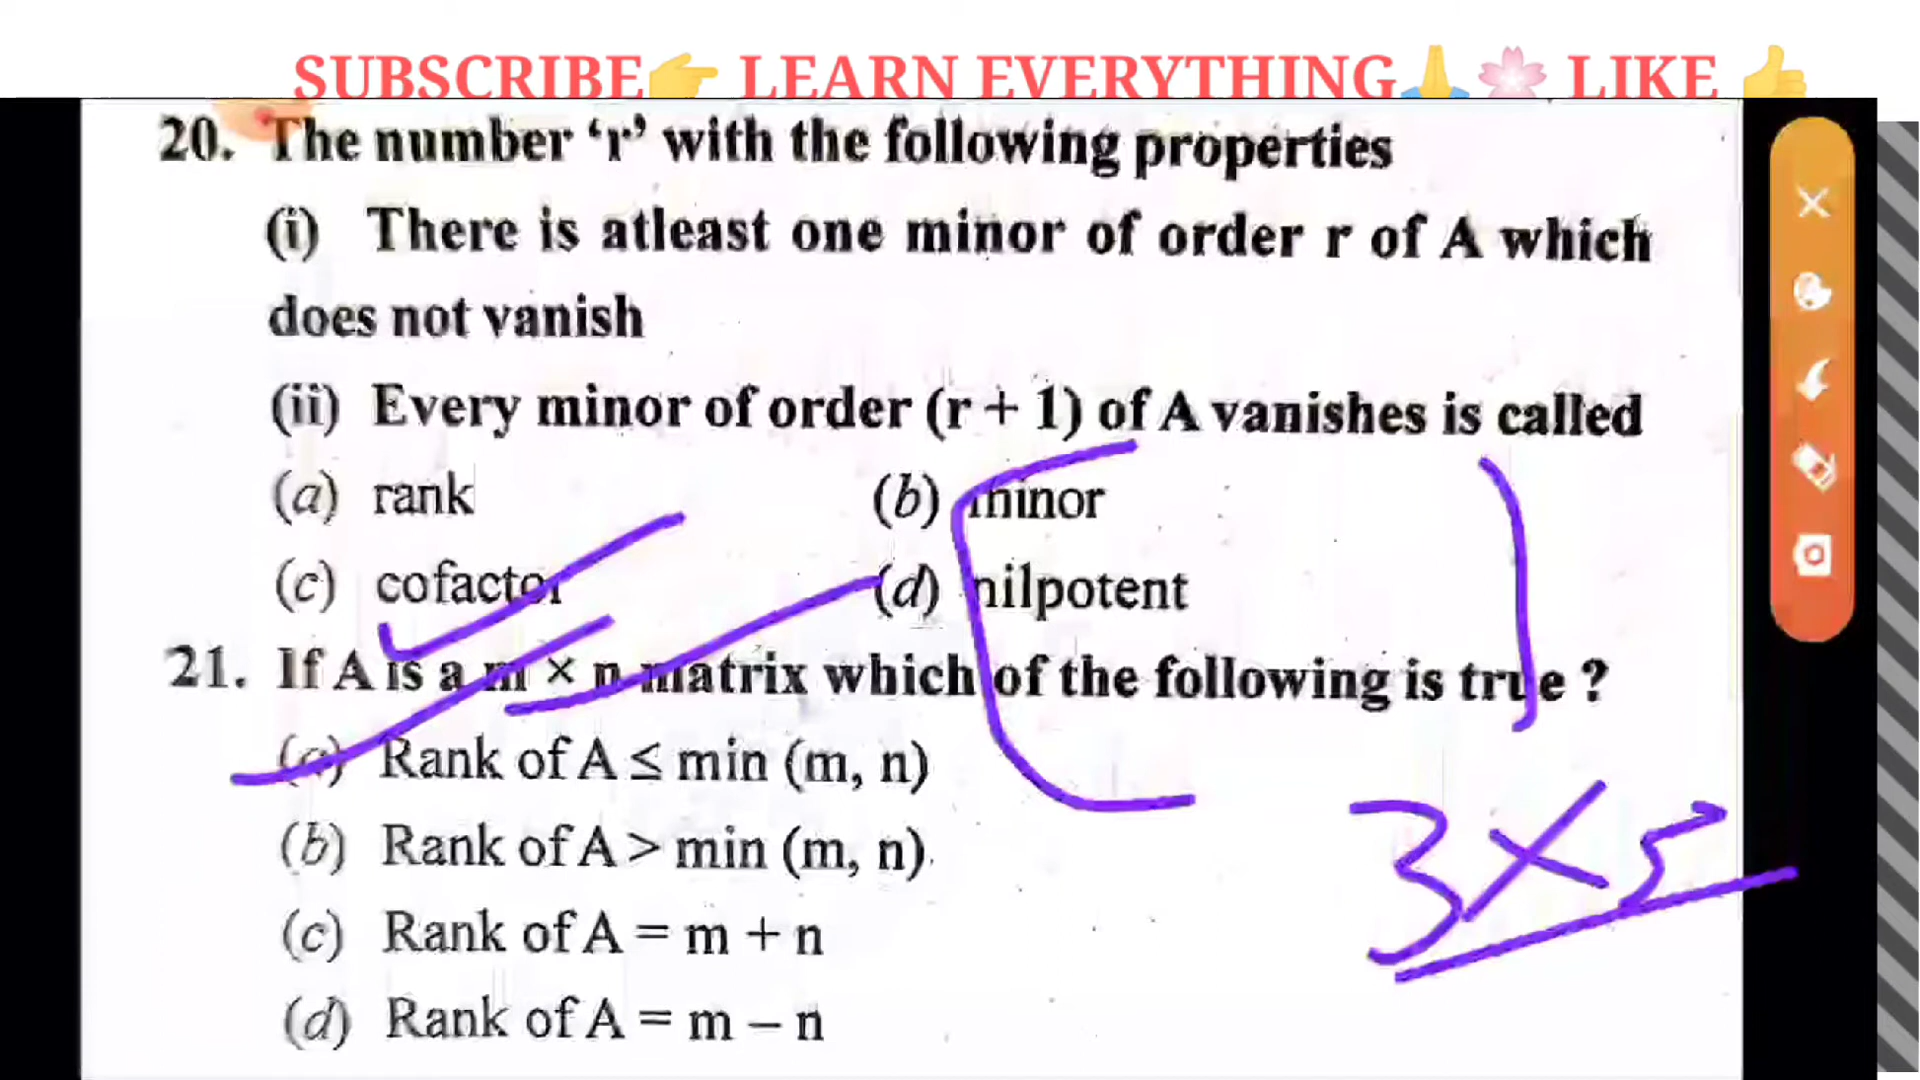 SUBSCRIBE👉 LEARN EVERYTHING🙏🌸 LIKE 👍
20. The number ‘r’ with the following properties
(i) There is atleast one minor of order r of A which
does not vanish
(ii) Every minor of order (r + 1) of A vanishes is called
(a) rank (b) minor
(c) cofactor (d) nilpotent
21. If A is a m × n matrix which of the following is true ?
(a) Rank of A ≤ min (m, n)
(b) Rank of A > min (m, n)
(c) Rank of A = m + n
(d) Rank of A = m – n
3 × 5